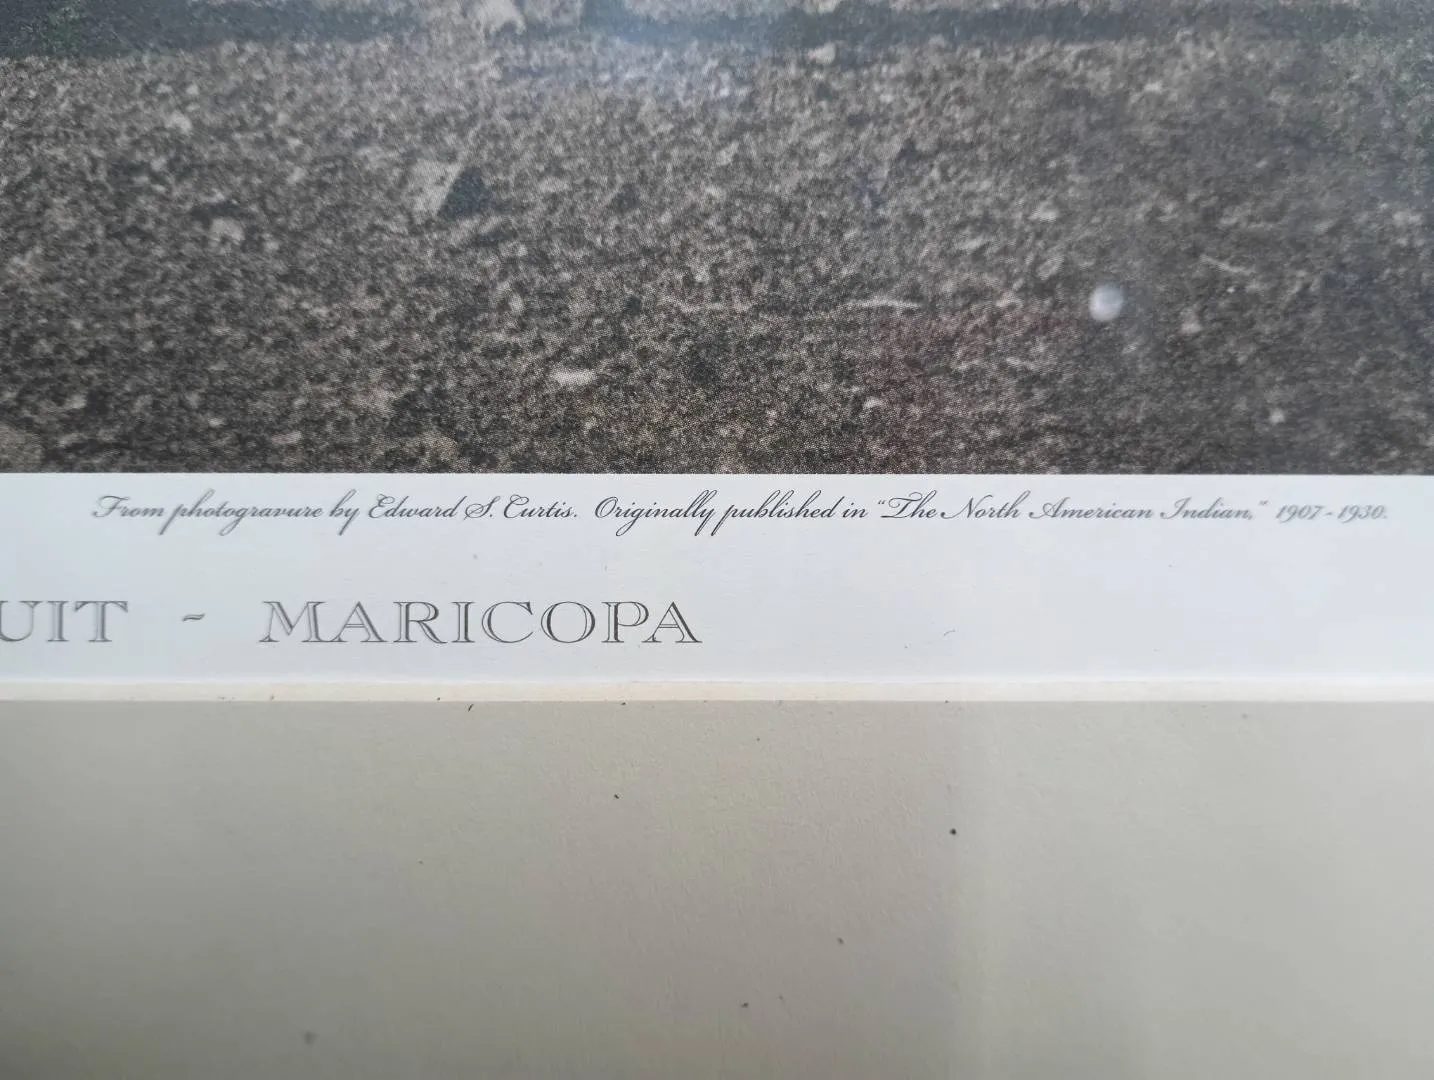 From photogravure by Edward S. Curtis. Originally published in "The North American Indian," 1907-1930.
UIT - MARICOPA